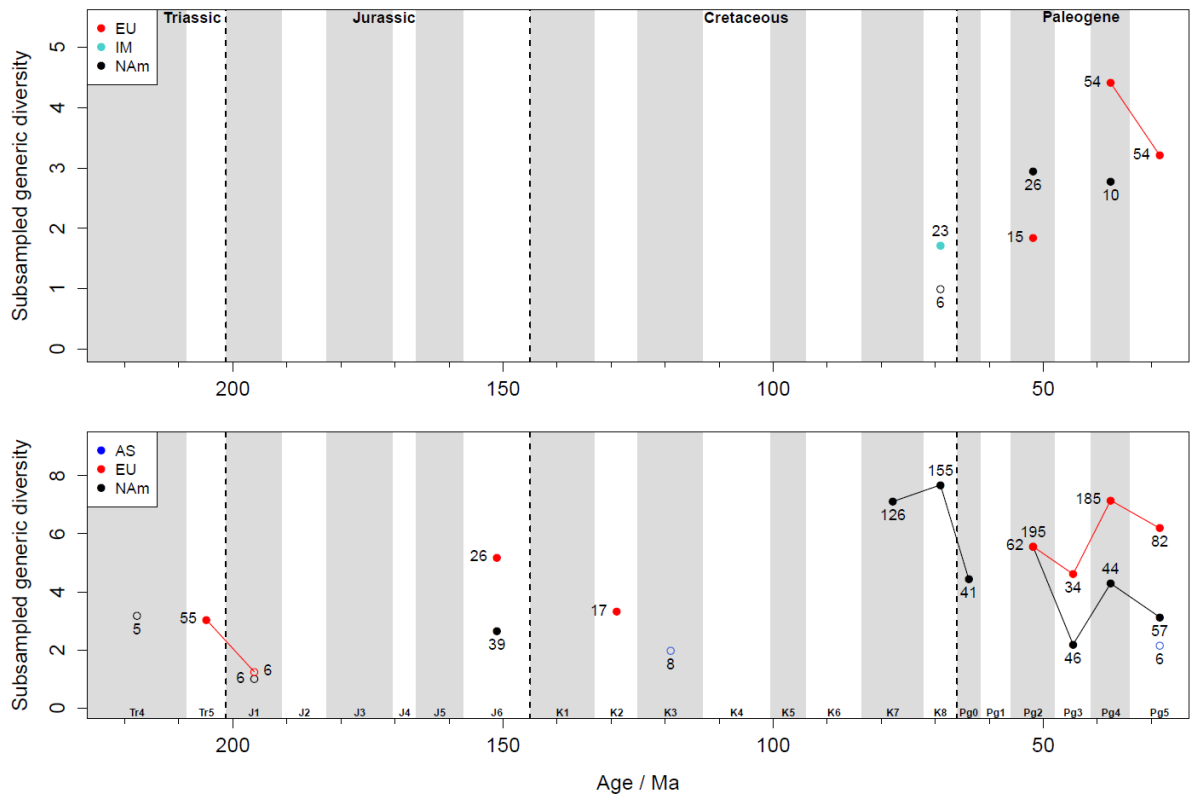 Triassic Jurassic Cretaceous Paleogene
EU
IM
NAm
Subsampled generic diversity
5
4
3
2
1
0
54
54
26
10
15
23
6
200 150 100 50
AS
EU
NAm
Subsampled generic diversity
8
6
4
2
0
155
126
195
185
62
82
26
34
44
41
17
55
5
39
46
57
8
6
6 6
Tr4 Tr5 J1 J2 J3 J4 J5 J6 K1 K2 K3 K4 K5 K6 K7 K8 Pg0 Pg1 Pg2 Pg3 Pg4 Pg5
200 150 100 50
Age / Ma